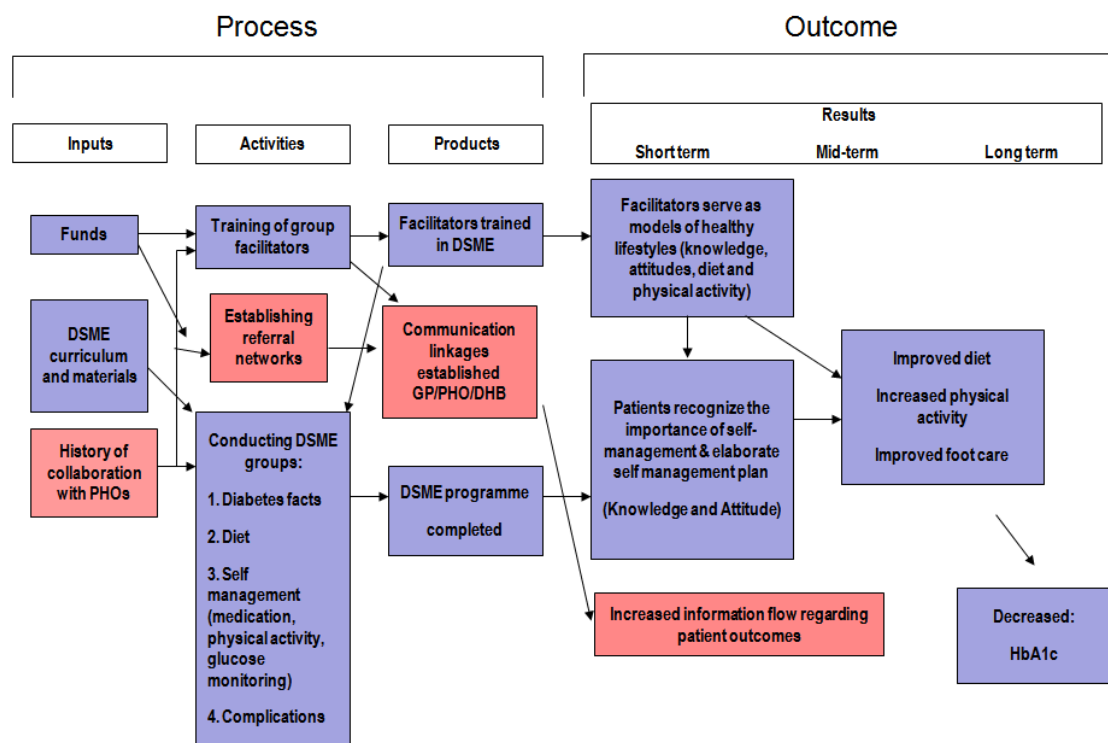 Process
Outcome
Inputs
Activities
Products
Results
Short term
Mid-term
Long term
Funds
Training of group
facilitators
Facilitators trained
in DSME
Facilitators serve as
models of healthy
lifestyles (knowledge,
attitudes, diet and
physical activity)
DSME
curriculum
and materials
Establishing
referral
networks
Communication
linkages
established
GP/PHO/DHB
Patients recognize the
importance of self-
management & elaborate
self management plan
(Knowledge and Attitude)
Improved diet
Increased physical
activity
Improved foot care
History of
collaboration
with PHOs
Conducting DSME
groups:
1. Diabetes facts
2. Diet
3. Self
management
(medication,
physical activity,
glucose
monitoring)
4. Complications
DSME programme
completed
Increased information flow regarding
patient outcomes
Decreased:
HbA1c